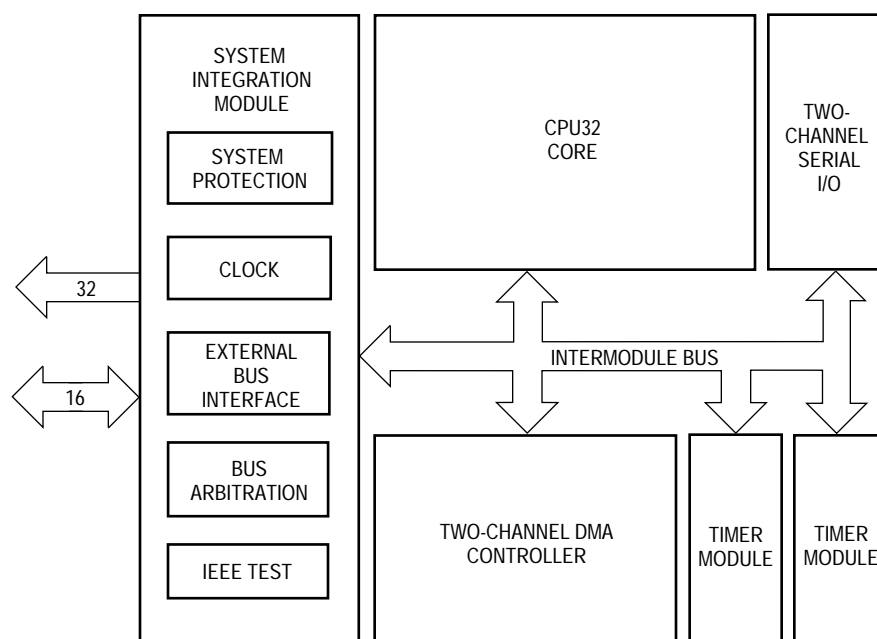 SYSTEM
INTEGRATION
MODULE
SYSTEM
PROTECTION
CLOCK
EXTERNAL
BUS
INTERFACE
BUS
ARBITRATION
IEEE TEST
32
16
CPU32
CORE
TWO-
CHANNEL
SERIAL
I/O
INTERMODULE BUS
TWO-CHANNEL DMA
CONTROLLER
TIMER
MODULE
TIMER
MODULE